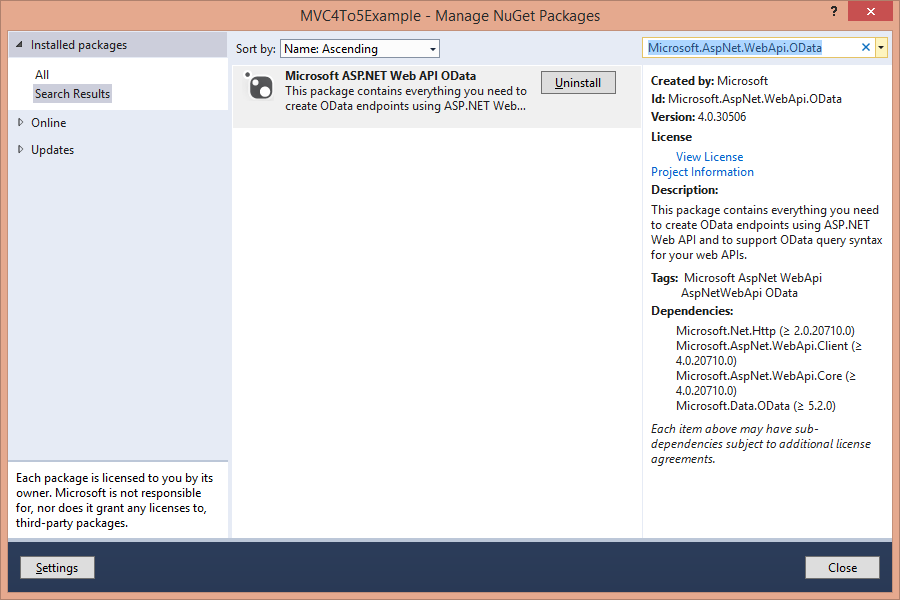 MVC4To5Example - Manage NuGet Packages
?
Installed packages
All
Search Results
Online
Updates
Each package is licensed to you by its
owner. Microsoft is not responsible
for, nor does it grant any licenses to,
third-party packages.
Sort by: Name: Ascending
Microsoft ASP.NET Web API OData
This package contains everything you need to
create OData endpoints using ASP.NET Web...
Uninstall
Microsoft.AspNet.WebApi.OData
Created by: Microsoft
Id: Microsoft.AspNet.WebApi.OData
Version: 4.0.30506
License
View License
Project Information
Description:
This package contains everything you need
to create OData endpoints using ASP.NET
Web API and to support OData query syntax
for your web APIs.
Tags: Microsoft AspNet WebApi
AspNetWebApi OData
Dependencies:
Microsoft.Net.Http (≥ 2.0.20710.0)
Microsoft.AspNet.WebApi.Client (≥
4.0.20710.0)
Microsoft.AspNet.WebApi.Core (≥
4.0.20710.0)
Microsoft.Data.OData (≥ 5.2.0)
Each item above may have sub-
dependencies subject to additional license
agreements.
Settings
Close